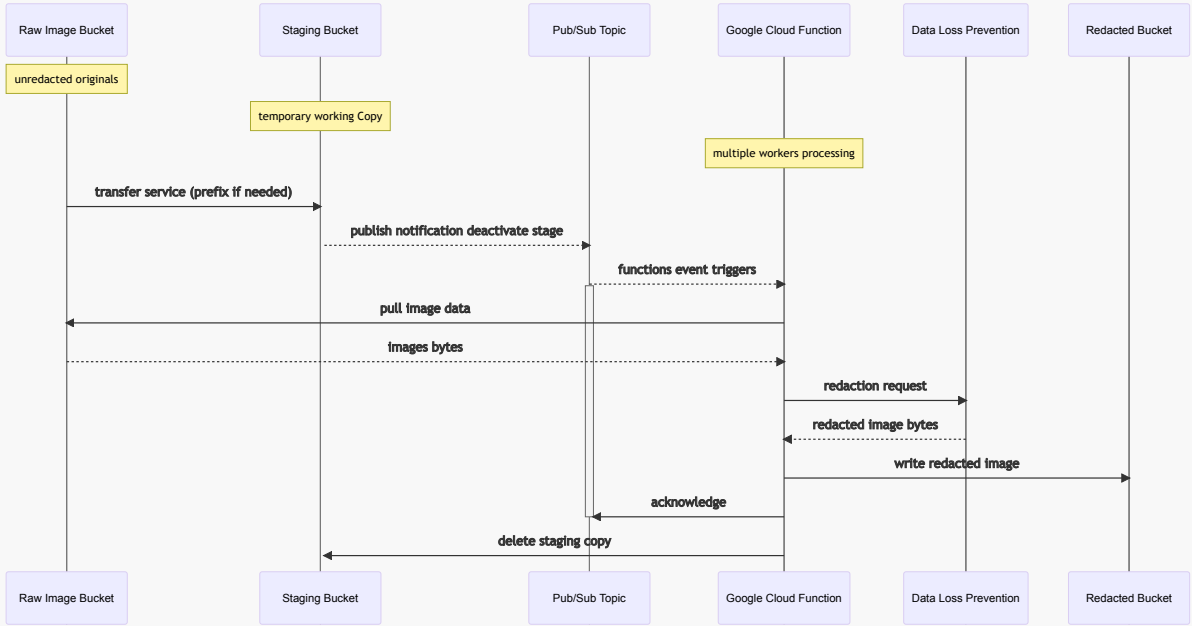 Raw Image Bucket
Staging Bucket
Pub/Sub Topic
Google Cloud Function
Data Loss Prevention
Redacted Bucket
unredacted originals
temporary working Copy
multiple workers processing
transfer service (prefix if needed)
publish notification deactivate stage
functions event triggers
pull image data
images bytes
redaction request
redacted image bytes
write redacted image
acknowledge
delete staging copy
Raw Image Bucket
Staging Bucket
Pub/Sub Topic
Google Cloud Function
Data Loss Prevention
Redacted Bucket